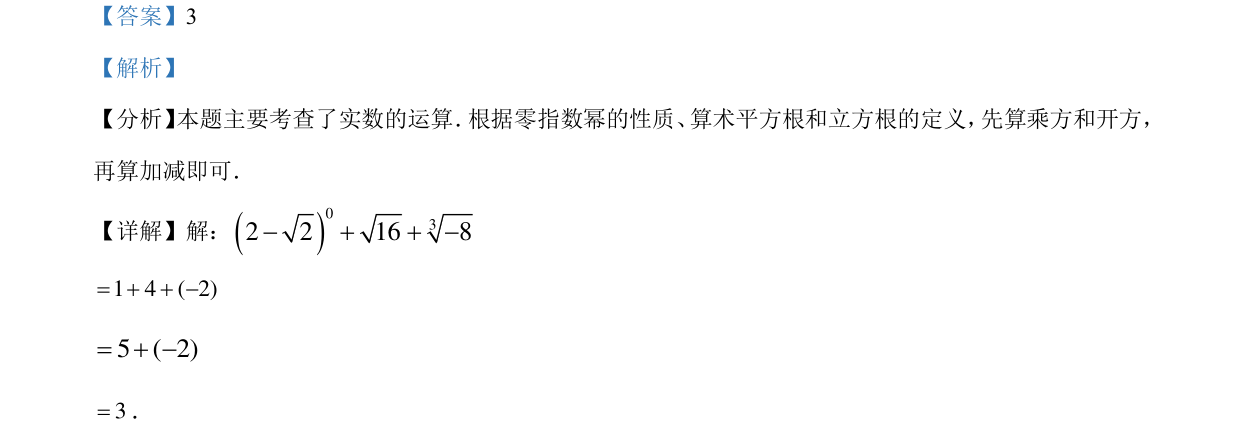 【答案】3
【解析】
【分析】本题主要考查了实数的运算．根据零指数幂的性质、算术平方根和立方根的定义，先算乘方和开方，
再算加减即可．
【详解】解：(2−√2)⁰+√16+∛−8
=1+4+(−2)
=5+(−2)
=3．